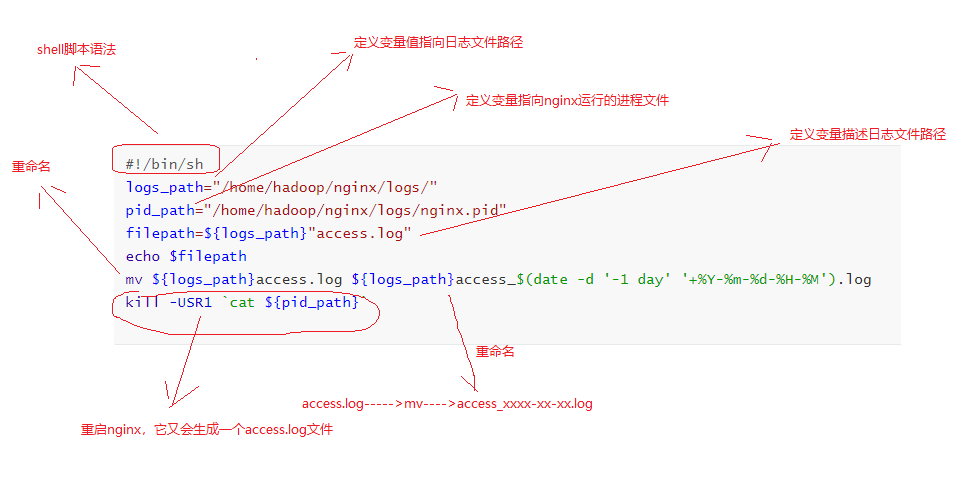 shell脚本语法
定义变量值指向日志文件路径
定义变量指向nginx运行的进程文件
定义变量描述日志文件路径
重命名
#!/bin/sh
logs_path="/home/hadoop/nginx/logs/"
pid_path="/home/hadoop/nginx/logs/nginx.pid"
filepath=${logs_path}"access.log"
echo $filepath
mv ${logs_path}access.log ${logs_path}access_$(date -d '-1 day' '+%Y-%m-%d-%H-%M').log
kill -USR1 `cat ${pid_path}`
重命名
access.log----->mv---->access_xxxx-xx-xx.log
重启nginx，它又会生成一个access.log文件